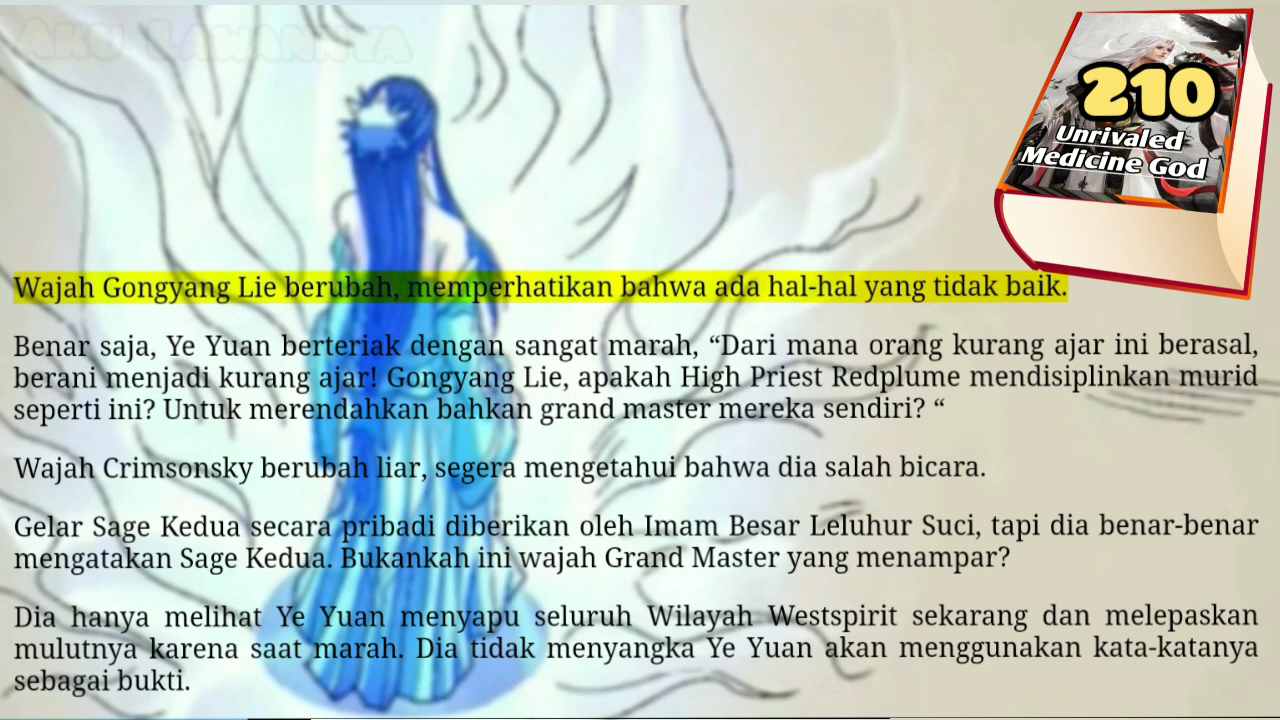 Aku Lawannya
210
Unrivaled
Medicine God
Wajah Gongyang Lie berubah, memperhatikan bahwa ada hal-hal yang tidak baik.
Benar saja, Ye Yuan berteriak dengan sangat marah, “Dari mana orang kurang ajar ini berasal,
berani menjadi kurang ajar! Gongyang Lie, apakah High Priest Redplume mendisiplinkan murid
seperti ini? Untuk merendahkan bahkan grand master mereka sendiri? “
Wajah Crimsonsky berubah liar, segera mengetahui bahwa dia salah bicara.
Gelar Sage Kedua secara pribadi diberikan oleh Imam Besar Leluhur Suci, tapi dia benar-benar
mengatakan Sage Kedua. Bukankah ini wajah Grand Master yang menampar?
Dia hanya melihat Ye Yuan menyapu seluruh Wilayah Westspirit sekarang dan melepaskan
mulutnya karena saat marah. Dia tidak menyangka Ye Yuan akan menggunakan kata-katanya
sebagai bukti.